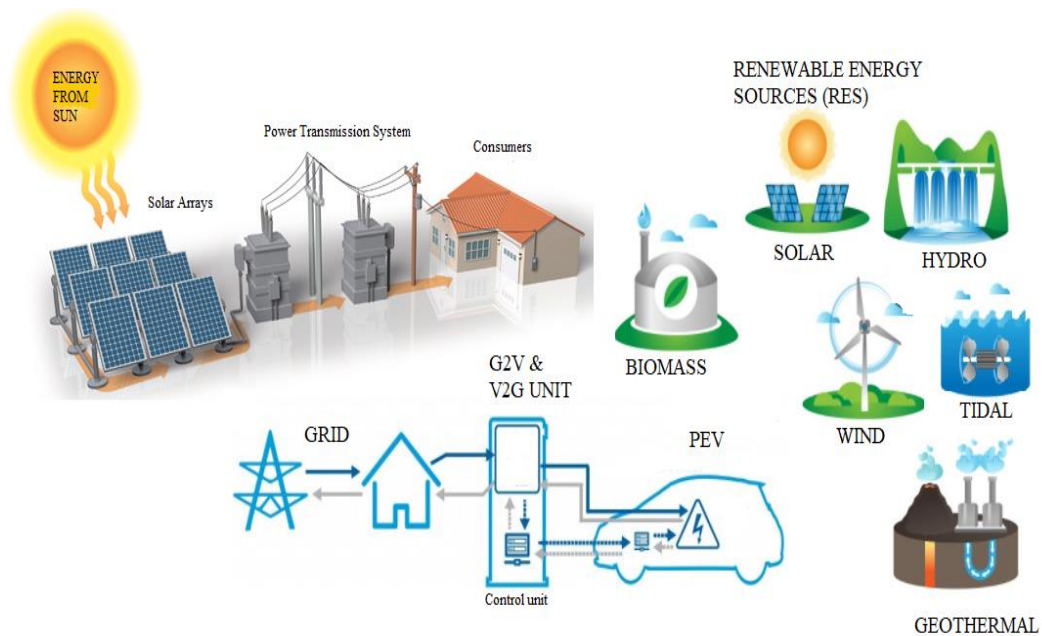 ENERGY
FROM
SUN
Solar Arrays
Power Transmission System
Consumers
RENEWABLE ENERGY
SOURCES (RES)
SOLAR
HYDRO
BIOMASS
WIND
TIDAL
GEOTHERMAL
G2V &
V2G UNIT
GRID
PEV
Control unit